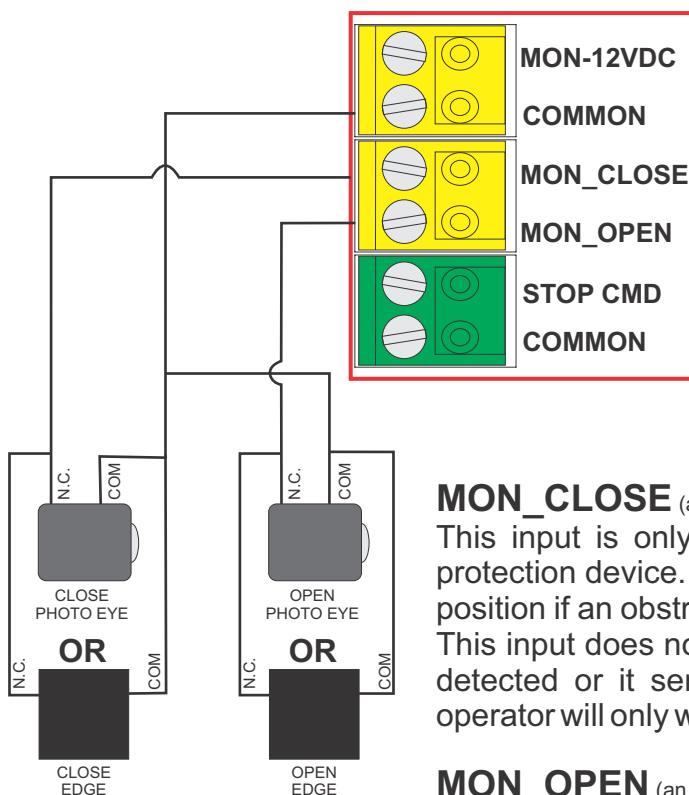 MON-12VDC
COMMON
MON_CLOSE
MON_OPEN
STOP CMD
COMMON
N.C.
COM
N.C.
COM
CLOSE
PHOTO EYE
OPEN
PHOTO EYE
OR
OR
N.C.
COM
N.C.
COM
CLOSE
EDGE
OPEN
EDGE
MON_CLOSE (a
This input is only
protection device.
position if an obstr
This input does no
detected or it ser
operator will only w
MON_OPEN (an